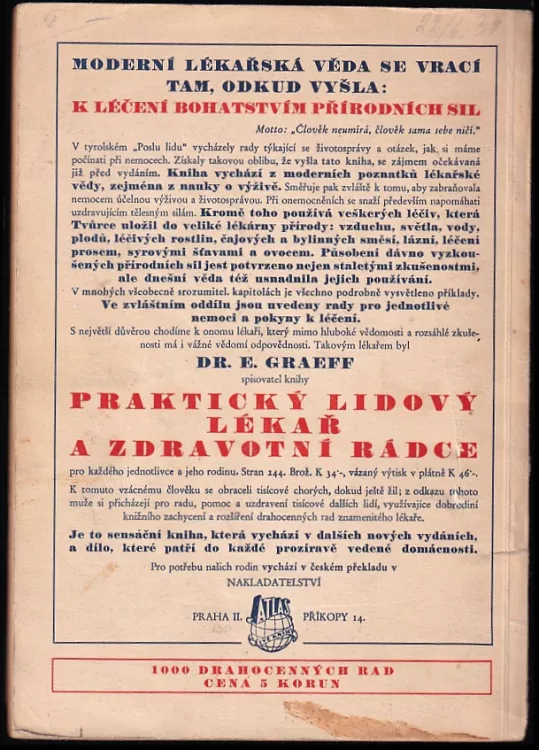 22/6. 34
MODERNÍ LÉKAŘSKÁ VĚDA SE VRACÍ
TAM, ODKUD VYŠLA:
K LÉČENÍ BOHATSTVÍM PŘÍRODNÍCH SIL
Motto: „Člověk neumírá, člověk sama sebe ničí.“
V tyrolském „Poslu lidu“ vycházely rady týkající se životosprávy a otázek, jak si máme
počínati při nemocech. Získaly takovou oblibu, že vyšla tato kniha, se zájmem očekávaná
již před vydáním. Kniha vychází z moderních poznatků lékařské
vědy, zejména z nauky o výživě. Směřuje pak zvláště k tomu, aby zabraňovala
nemocem účelnou výživou a životosprávou. Při onemocněních se snaží především napomáhati
uzdravujícím tělesným silám. Kromě toho používá veškerých léčiv, která
Tvůrce uložil do veliké lékárny přírody: vzduchu, světla, vody,
plodů, léčivých rostlin, čajových a bylinných směsí, lázní, léčení
prosem, syrovými šťavami a ovocem. Působení dávno vyzkou-
šených přírodních sil jest potvrzeno nejen staletými zkušenostmi,
ale dnešní věda též usnadnila jejich používání.
V mnohých všeobecně srozumitel. kapitolách je všechno podrobně vysvětleno příklady.
Ve zvláštním oddílu jsou uvedeny rady pro jednotlivé
nemoci a pokyny k léčení.
S největší důvěrou chodíme k onomu lékaři, který mimo hluboké vědomosti a rozsáhlé zkuše-
nosti má i vážné vědomí odpovědnosti. Takovým lékařem byl
DR. E. GRAEFF
spisovatel knihy
PRAKTICKÝ LIDOVÝ
LÉKAŘ
A ZDRAVOTNÍ RÁDCE
pro každého jednotlivce a jeho rodinu. Stran 244. Brož. K 34·-, vázaný výtisk v plátně K 46·-.
K tomuto vzácnému člověku se obraceli tisícové chorých, dokud ještě žil; z odkazu tohoto
muže si přicházejí pro radu, pomoc a uzdravení tisícové dalších lidí, využívajíce dobrodiní
knižního zachycení a rozšíření drahocenných rad znamenitého lékaře.
Je to sensační kniha, která vychází v dalších nových vydáních,
a dílo, které patří do každé prozíravě vedené domácnosti.
Pro potřebu našich rodin vychází v českém překladu v
NAKLADATELSTVÍ
PRAHA II. ATLAS PŘÍKOPY 14.
1000 DRAHOCENNÝCH RAD
CENA 5 KORUN